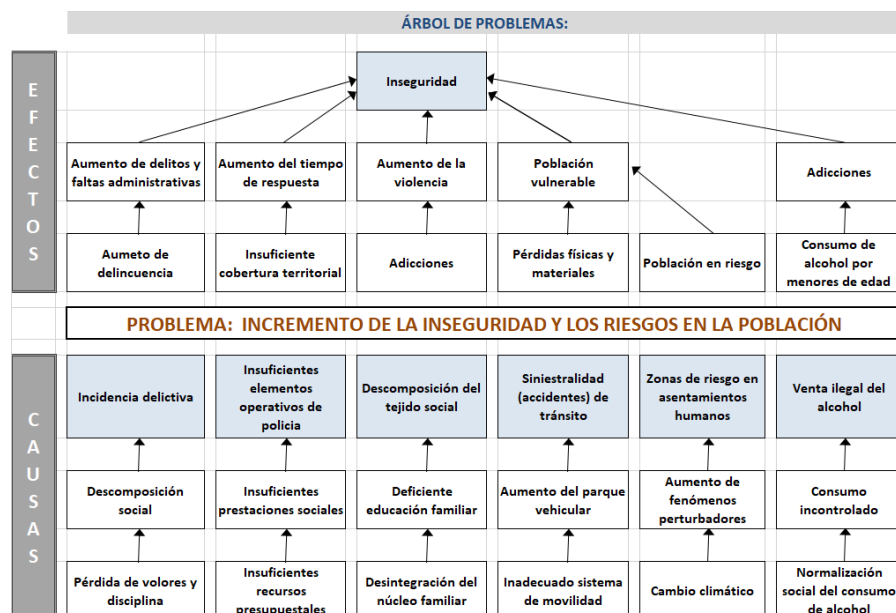 ÁRBOL DE PROBLEMAS:
EFECTOS
Inseguridad
Aumento de delitos y
faltas administrativas
Aumento del tiempo
de respuesta
Aumento de la
violencia
Población
vulnerable
Adicciones
Aumeto de
delincuencia
Insuficiente
cobertura territorial
Adicciones
Pérdidas físicas y
materiales
Población en riesgo
Consumo de
alcohol por
menores de edad
PROBLEMA: INCREMENTO DE LA INSEGURIDAD Y LOS RIESGOS EN LA POBLACIÓN
CAUSAS
Incidencia delictiva
Insuficientes
elementos
operativos de
policia
Descomposición del
tejido social
Siniestralidad
(accidentes) de
tránsito
Zonas de riesgo en
asentamientos
humanos
Venta ilegal del
alcohol
Descomposición
social
Insuficientes
prestaciones sociales
Deficiente
educación familiar
Aumento del parque
vehicular
Aumento de
fenómenos
perturbadores
Consumo
incontrolado
Pérdida de volores y
disciplina
Insuficientes
recursos
presupuestales
Desintegración del
núcleo familiar
Inadecuado sistema
de movilidad
Cambio climático
Normalización
social del consumo
de alcohol